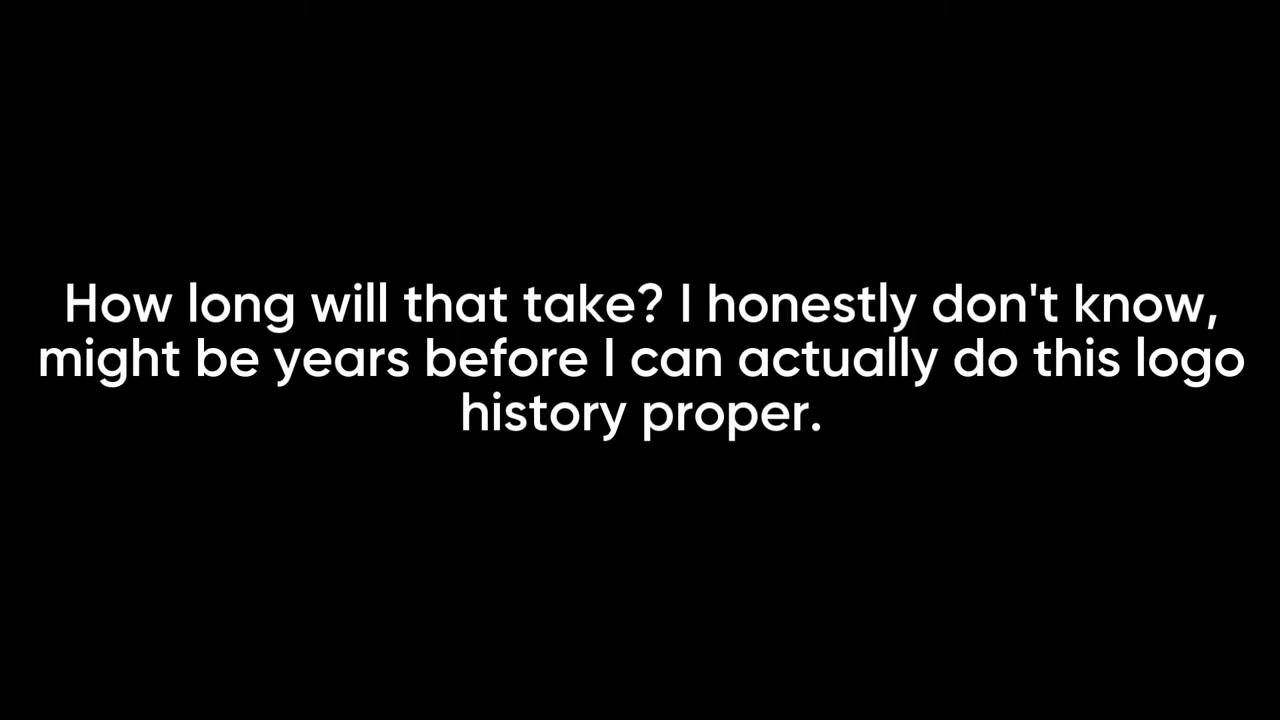 How long will that take? I honestly don't know,
might be years before I can actually do this logo
history proper.